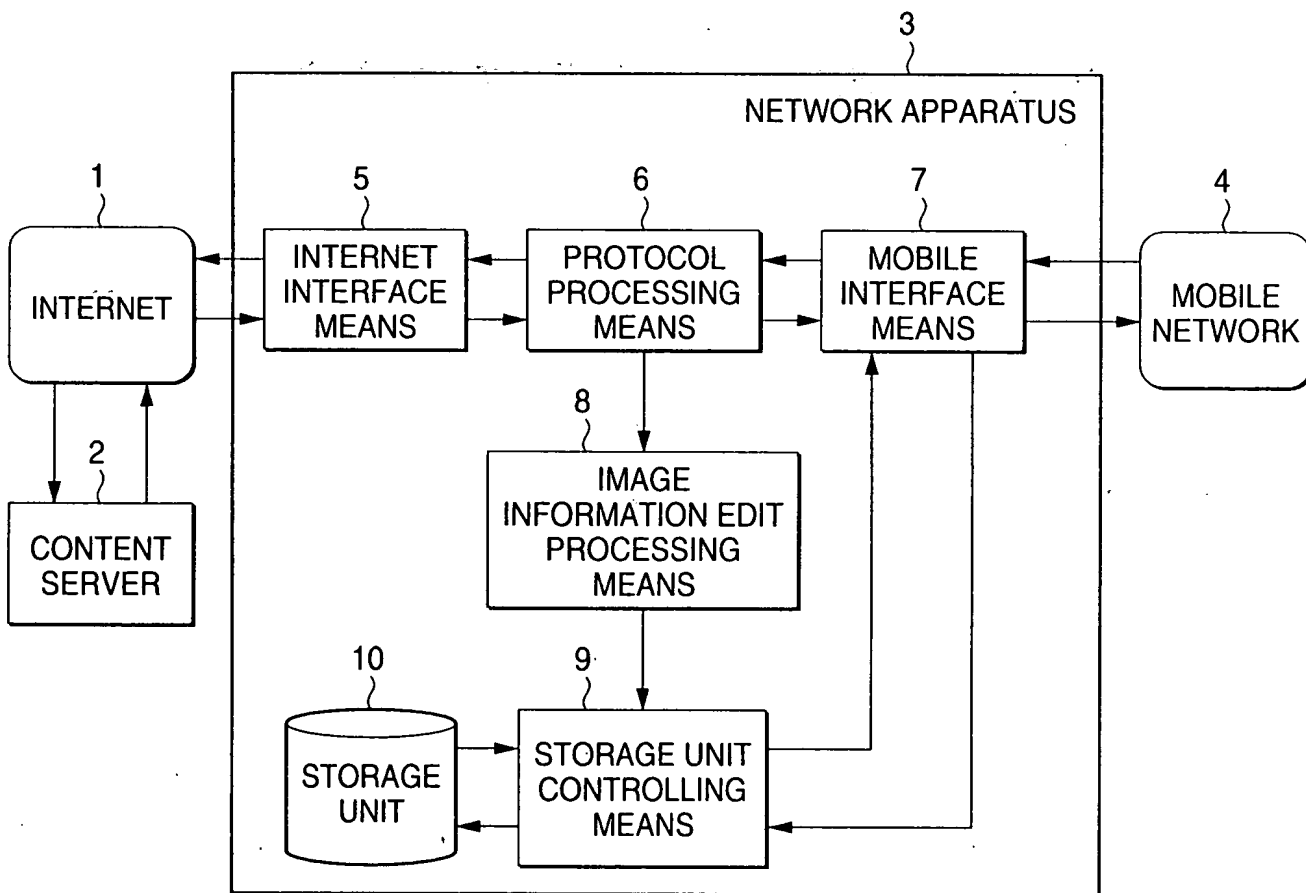 3
NETWORK APPARATUS
1
5
6
7
4
INTERNET
INTERNET
INTERFACE
MEANS
PROTOCOL
PROCESSING
MEANS
MOBILE
INTERFACE
MEANS
MOBILE
NETWORK
2
CONTENT
SERVER
8
IMAGE
INFORMATION EDIT
PROCESSING
MEANS
10
STORAGE
UNIT
9
STORAGE UNIT
CONTROLLING
MEANS